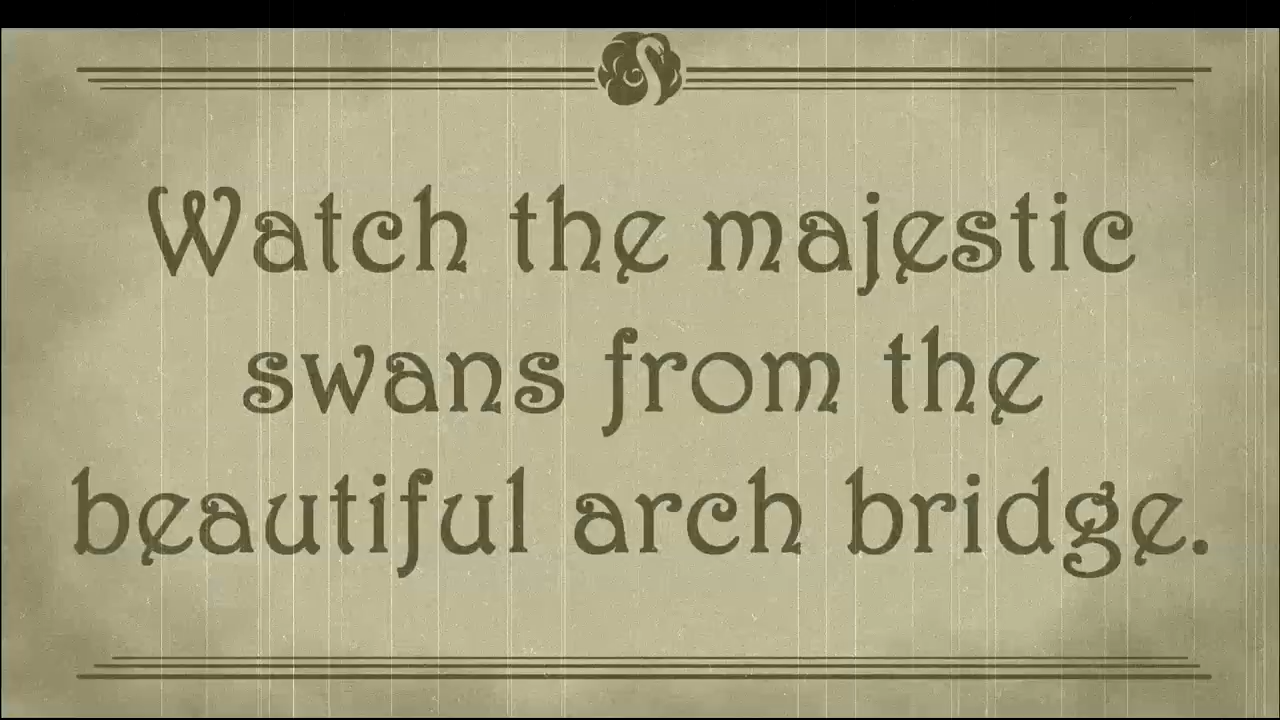 Watch the majestic
swans from the
beautiful arch bridge.